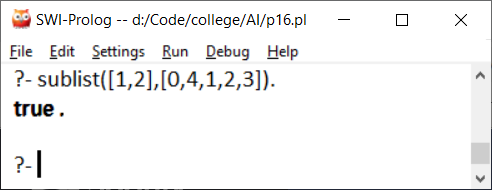 SWI-Prolog -- d:/Code/college/AI/p16.pl
File Edit Settings Run Debug Help
?- sublist([1,2],[0,4,1,2,3]).
true .
?-